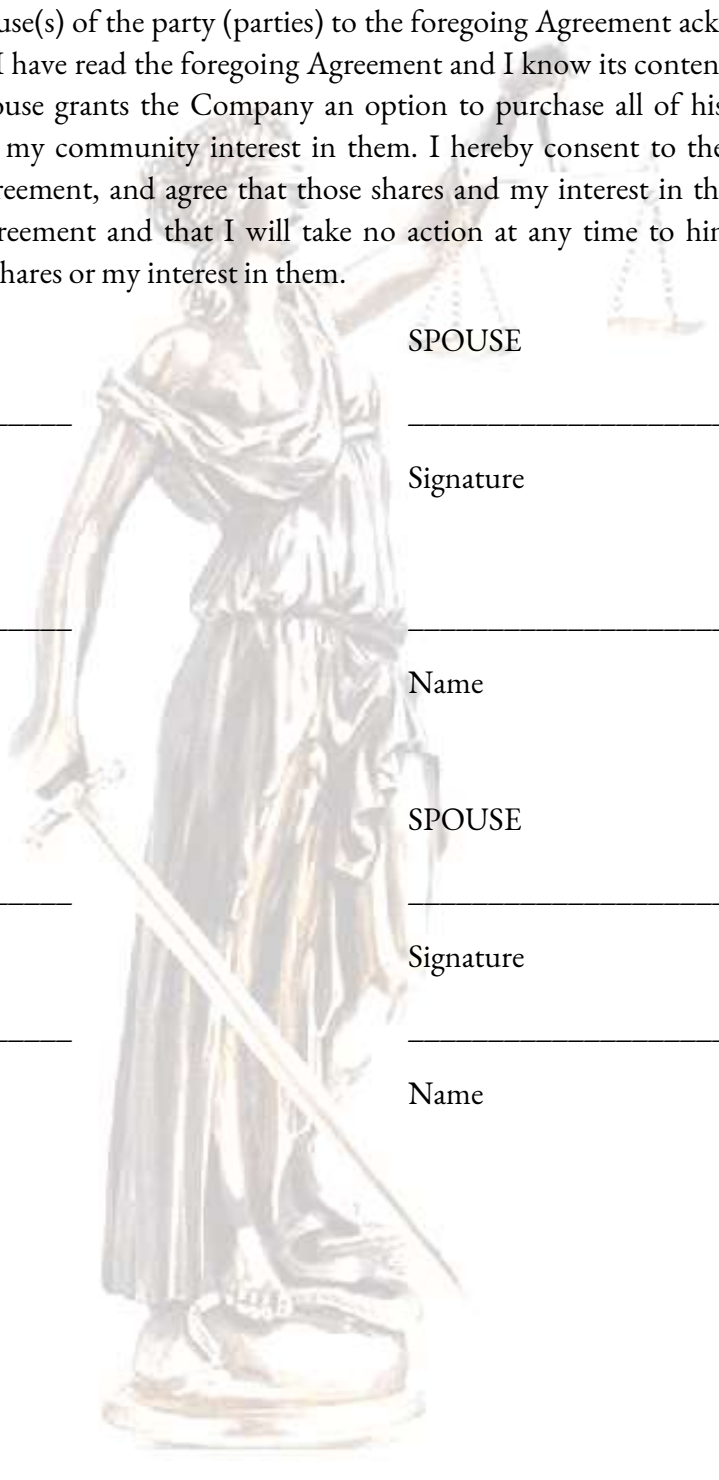 use(s) of the party (parties) to the foregoing Agreement ack
I have read the foregoing Agreement and I know its conten
ouse grants the Company an option to purchase all of his
my community interest in them. I hereby consent to the
reement, and agree that those shares and my interest in th
reement and that I will take no action at any time to hin
hares or my interest in them.
SPOUSE
Signature
Name
SPOUSE
Signature
Name